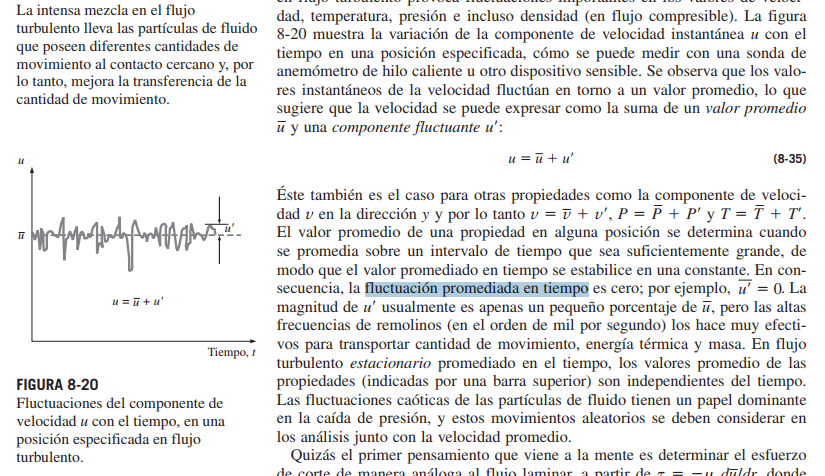 La intensa mezcla en el flujo
turbulento lleva las partículas de fluido
que poseen diferentes cantidades de
movimiento al contacto cercano y, por
lo tanto, mejora la transferencia de la
cantidad de movimiento.
u
u̅
u′
u = u̅ + u′
Tiempo, t
FIGURA 8-20
Fluctuaciones del componente de
velocidad u con el tiempo, en una
posición especificada en flujo
turbulento.
en flujo turbulento provoca fluctuaciones importantes en los valores de veloci-
dad, temperatura, presión e incluso densidad (en flujo compresible). La figura
8-20 muestra la variación de la componente de velocidad instantánea u con el
tiempo en una posición especificada, cómo se puede medir con una sonda de
anemómetro de hilo caliente u otro dispositivo sensible. Se observa que los valo-
res instantáneos de la velocidad fluctúan en torno a un valor promedio, lo que
sugiere que la velocidad se puede expresar como la suma de un valor promedio
u̅ y una componente fluctuante u′:
u = u̅ + u′ (8-35)
Éste también es el caso para otras propiedades como la componente de veloci-
dad v en la dirección y y por lo tanto v = v̅ + v′, P = P̅ + P′ y T = T̅ + T′.
El valor promedio de una propiedad en alguna posición se determina cuando
se promedia sobre un intervalo de tiempo que sea suficientemente grande, de
modo que el valor promediado en tiempo se estabilice en una constante. En con-
secuencia, la fluctuación promediada en tiempo es cero; por ejemplo, u̅′ = 0. La
magnitud de u′ usualmente es apenas un pequeño porcentaje de u̅, pero las altas
frecuencias de remolinos (en el orden de mil por segundo) los hace muy efecti-
vos para transportar cantidad de movimiento, energía térmica y masa. En flujo
turbulento estacionario promediado en el tiempo, los valores promedio de las
propiedades (indicadas por una barra superior) son independientes del tiempo.
Las fluctuaciones caóticas de las partículas de fluido tienen un papel dominante
en la caída de presión, y estos movimientos aleatorios se deben considerar en
los análisis junto con la velocidad promedio.
Quizás el primer pensamiento que viene a la mente es determinar el esfuerzo
de corte de manera análoga al flujo laminar, a partir de τ = −μ du̅/dr, donde